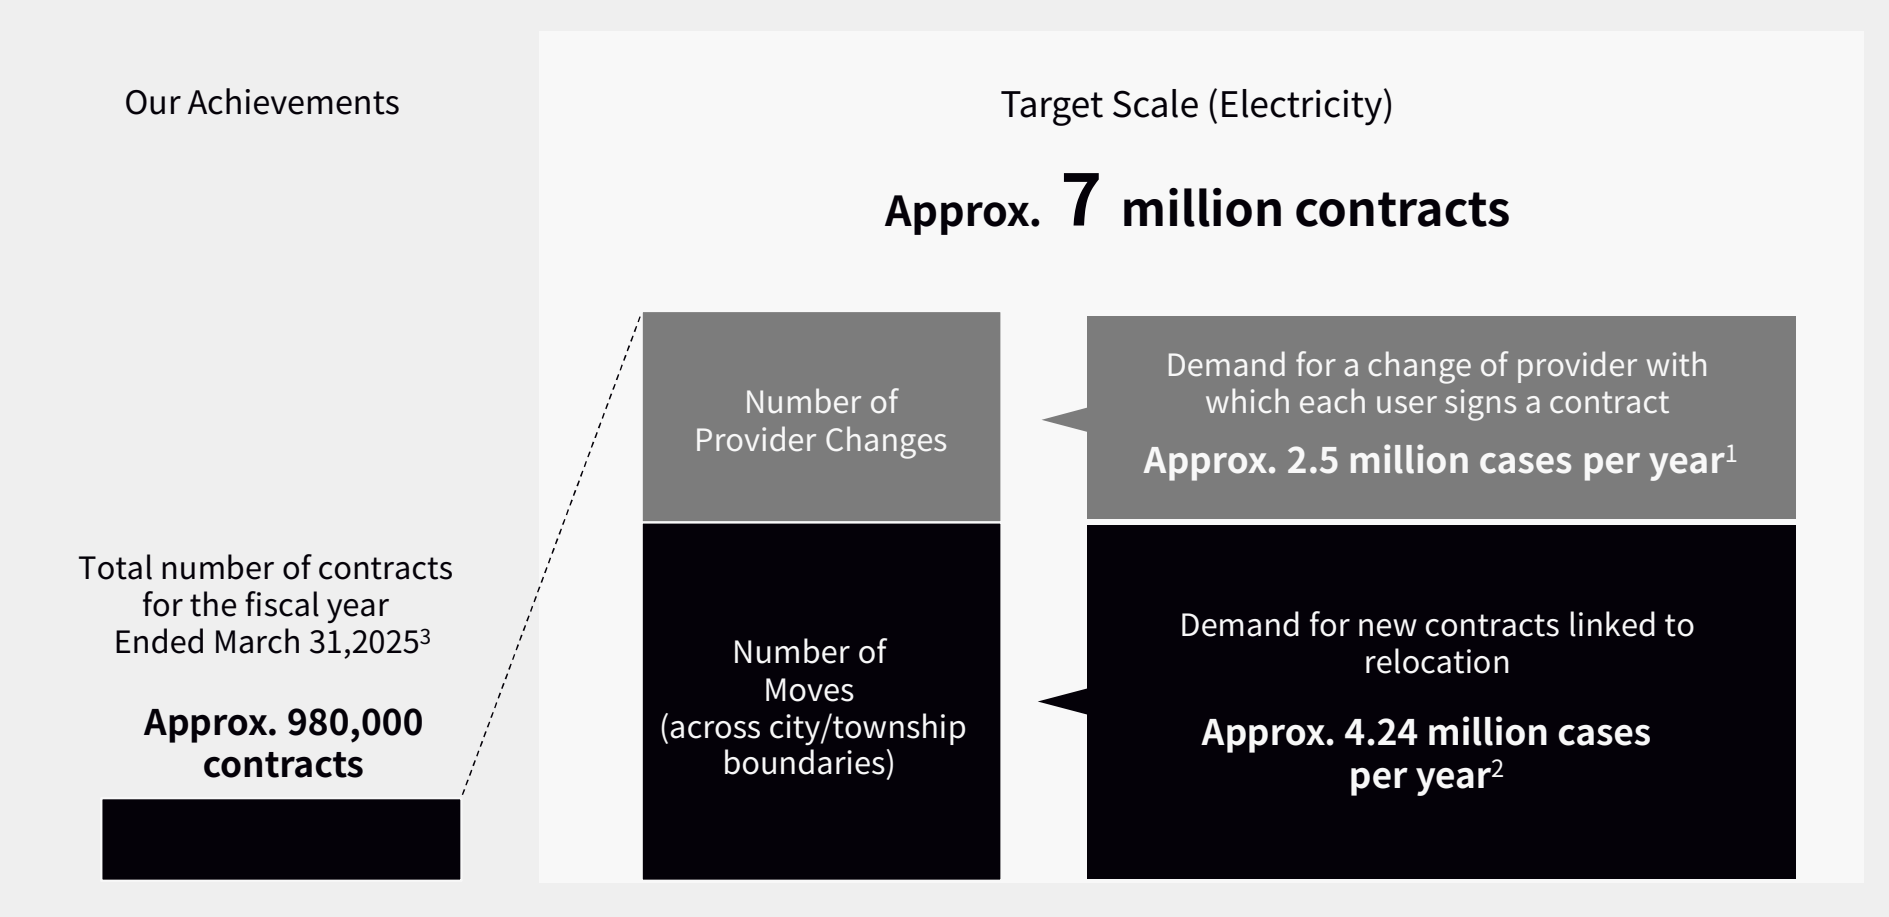 Our Achievements
Total number of contracts
for the fiscal year
Ended March 31,2025³
Approx. 980,000
contracts
Target Scale (Electricity)
Approx. 7 million contracts
Number of
Provider Changes
Demand for a change of provider with
which each user signs a contract
Approx. 2.5 million cases per year¹
Number of
Moves
(across city/township
boundaries)
Demand for new contracts linked to
relocation
Approx. 4.24 million cases
per year²